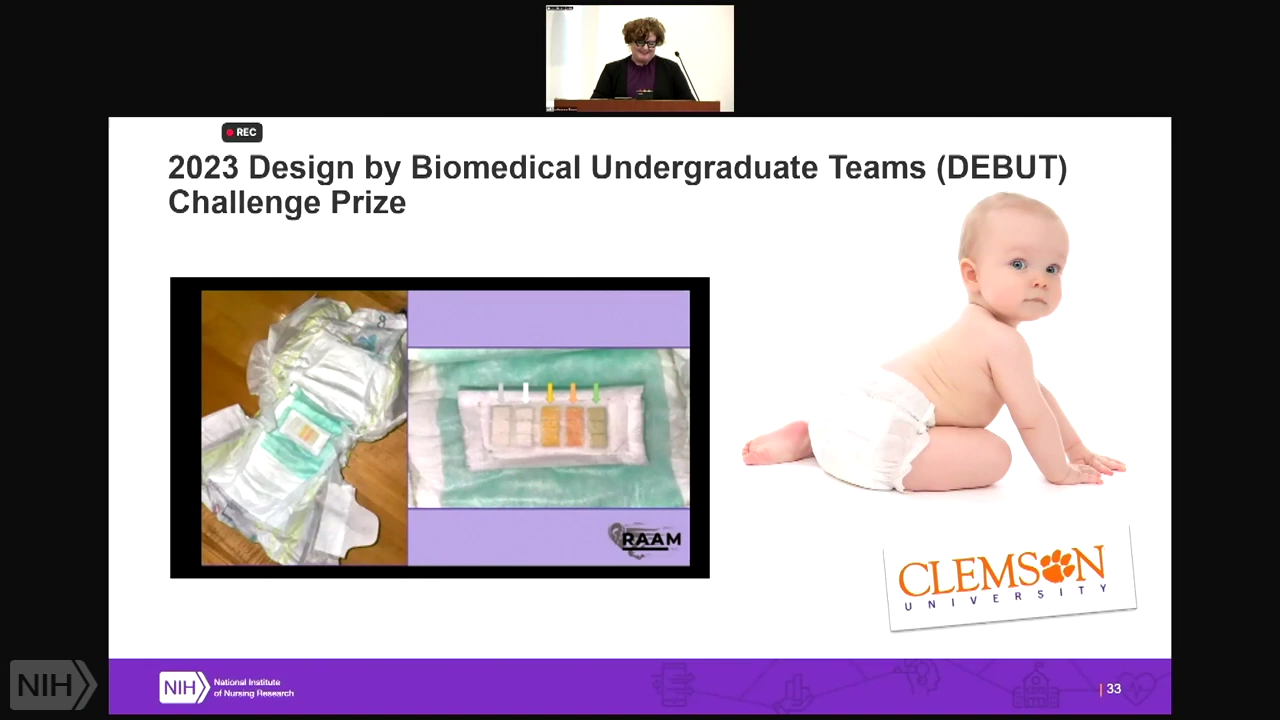 REC
2023 Design by Biomedical Undergraduate Teams (DEBUT)
Challenge Prize
8
RAAM
CLEMSON
UNIVERSITY
NIH
NIH
National Institute
of Nursing Research
33